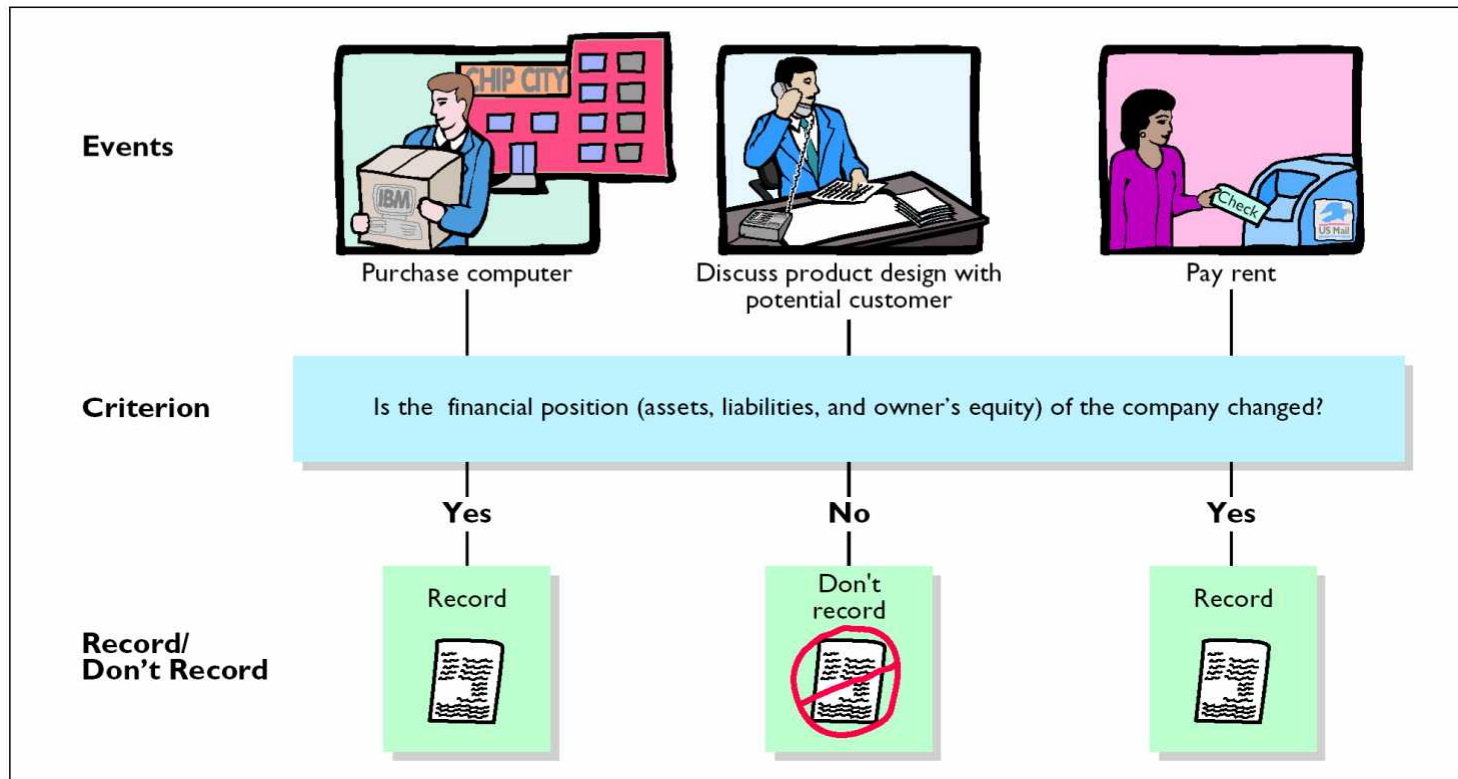 CHIP CITY
IBM
Check
US Mail
Events
Purchase computer
Discuss product design with
potential customer
Pay rent
Criterion
Is the financial position (assets, liabilities, and owner's equity) of the company changed?
Yes
No
Yes
Record/
Don't Record
Record
Don't
record
Record